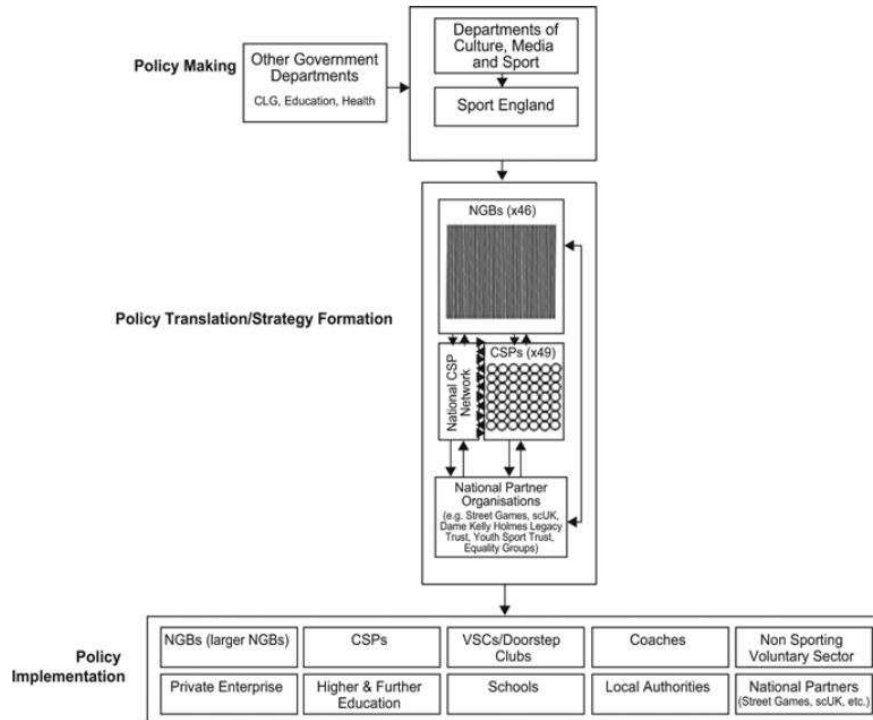 Policy Making
Other Government
Departments
CLG, Education, Health
Departments of
Culture, Media
and Sport
Sport England
Policy Translation/Strategy Formation
NGBs (x46)
National CSP
Network
CSPs (x49)
National Partner
Organisations
(e.g. Street Games, scUK,
Dame Kelly Holmes Legacy
Trust, Youth Sport Trust,
Equality Groups)
Policy
Implementation
NGBs (larger NGBs)
CSPs
VSCs/Doorstep
Clubs
Coaches
Non Sporting
Voluntary Sector
Private Enterprise
Higher & Further
Education
Schools
Local Authorities
National Partners
(Street Games, scUK, etc.)